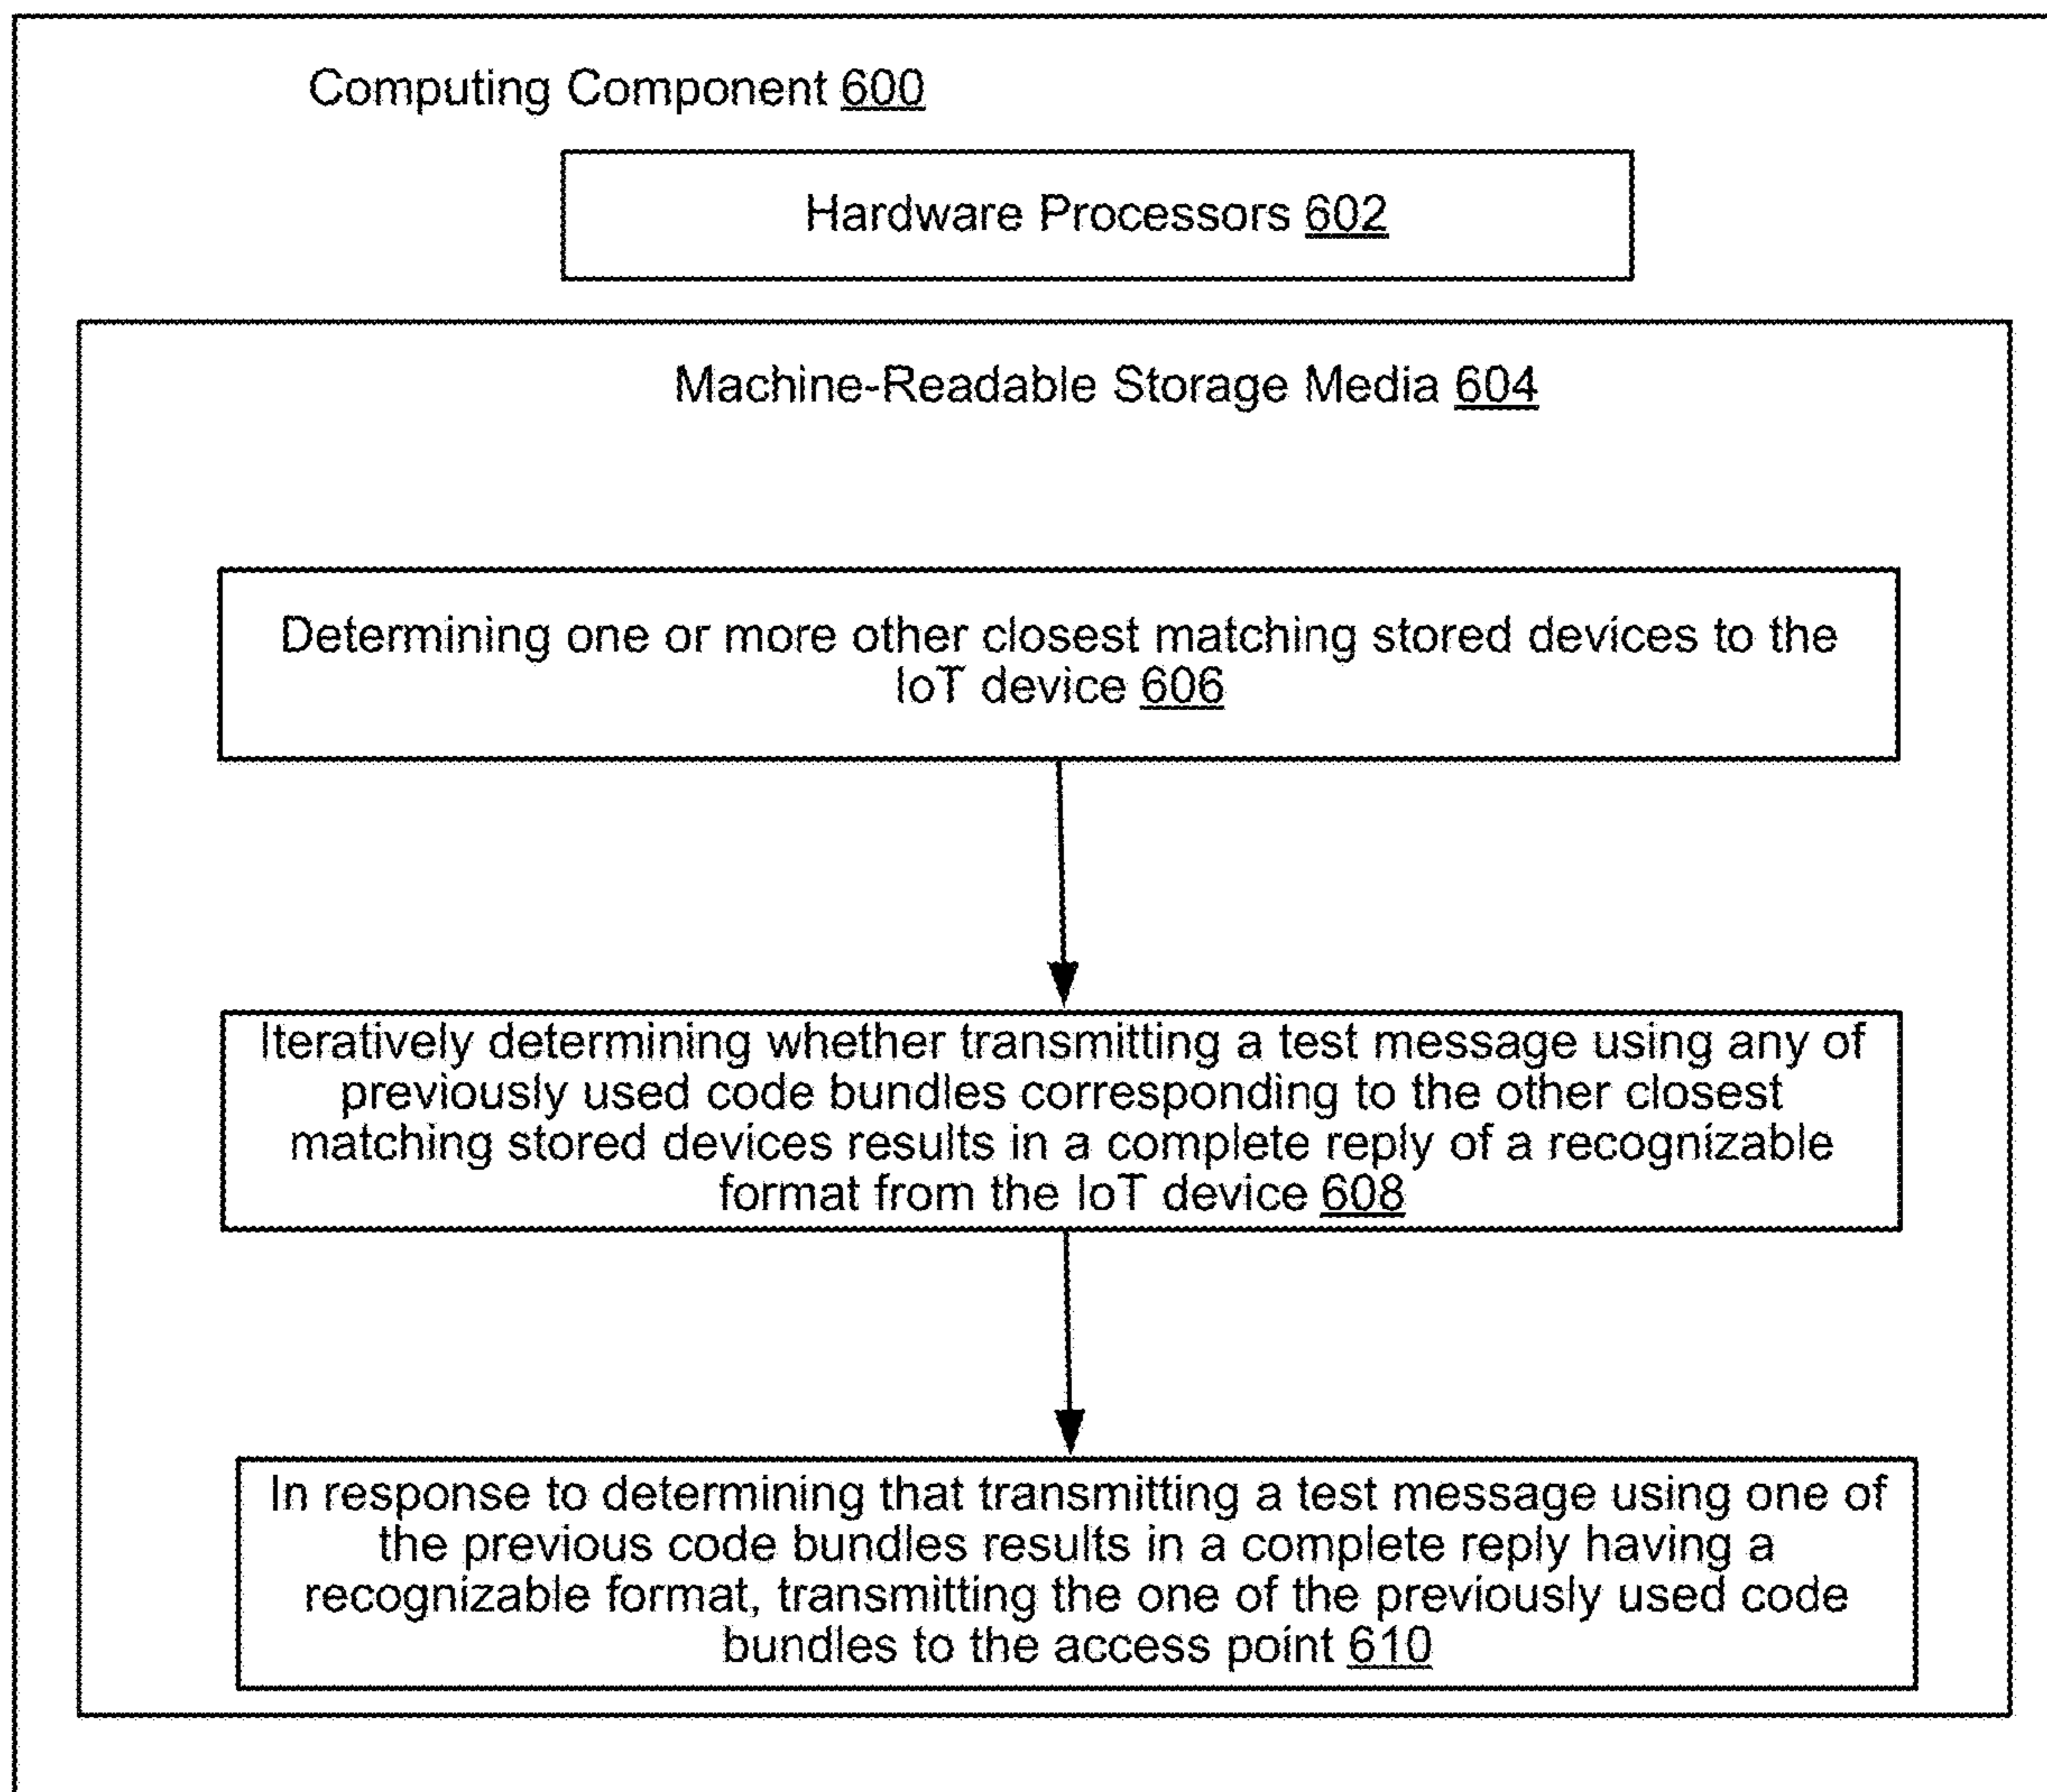 Computing Component 600
Hardware Processors 602
Machine-Readable Storage Media 604
Determining one or more other closest matching stored devices to the
IoT device 606
Iteratively determining whether transmitting a test message using any of
previously used code bundles corresponding to the other closest
matching stored devices results in a complete reply of a recognizable
format from the IoT device 608
In response to determining that transmitting a test message using one of
the previous code bundles results in a complete reply having a
recognizable format, transmitting the one of the previously used code
bundles to the access point 610